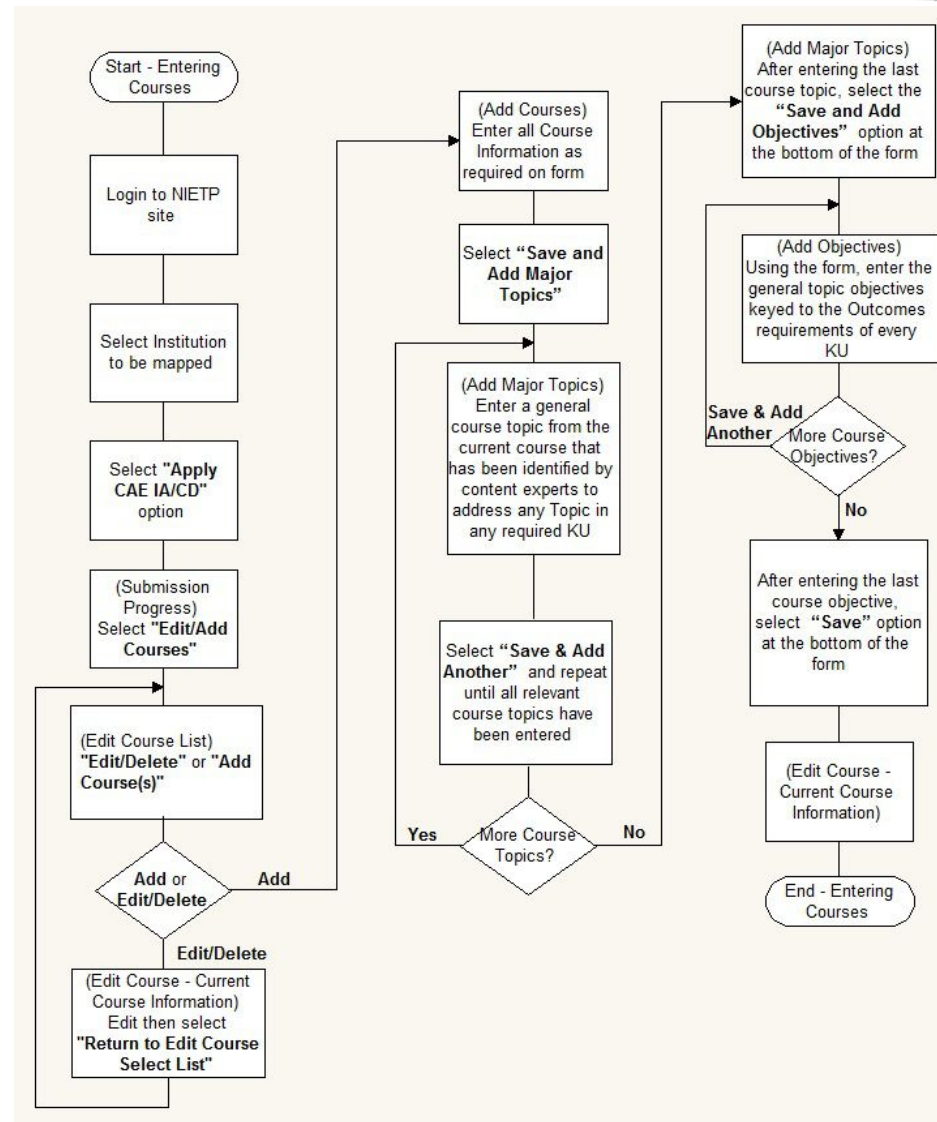 Start - Entering
Courses
Login to NIETP
site
Select Institution
to be mapped
Select "Apply
CAE IA/CD"
option
(Submission
Progress)
Select "Edit/Add
Courses"
(Edit Course List)
"Edit/Delete" or "Add
Course(s)"
Add or
Edit/Delete
Add
Edit/Delete
(Edit Course - Current
Course Information)
Edit then select
"Return to Edit Course
Select List"
(Add Courses)
Enter all Course
Information as
required on form
Select “Save and
Add Major
Topics”
(Add Major Topics)
Enter a general
course topic from the
current course that
has been identified by
content experts to
address any Topic in
any required KU
Select “Save & Add
Another” and repeat
until all relevant
course topics have
been entered
Yes
More Course
Topics?
No
(Add Major Topics)
After entering the last
course topic, select the
“Save and Add
Objectives” option at
the bottom of the form
(Add Objectives)
Using the form, enter the
general topic objectives
keyed to the Outcomes
requirements of every
KU
Save & Add
Another
More Course
Objectives?
No
After entering the last
course objective,
select “Save” option
at the bottom of the
form
(Edit Course -
Current Course
Information)
End - Entering
Courses